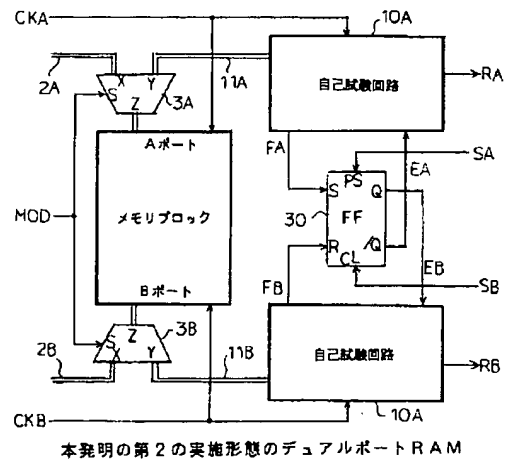 CKA
10A
2A
X
Y
11A
S
3A
Z
自己試験回路
RA
Aポート
FA
EA
SA
PS
S
Q
MOD
メモリブロック
30
FF
R
/Q
CL
Bポート
FB
EB
SB
Z
3B
S
X
Y
2B
11B
自己試験回路
RB
CKB
10A
本発明の第2の実施形態のデュアルポートRAM